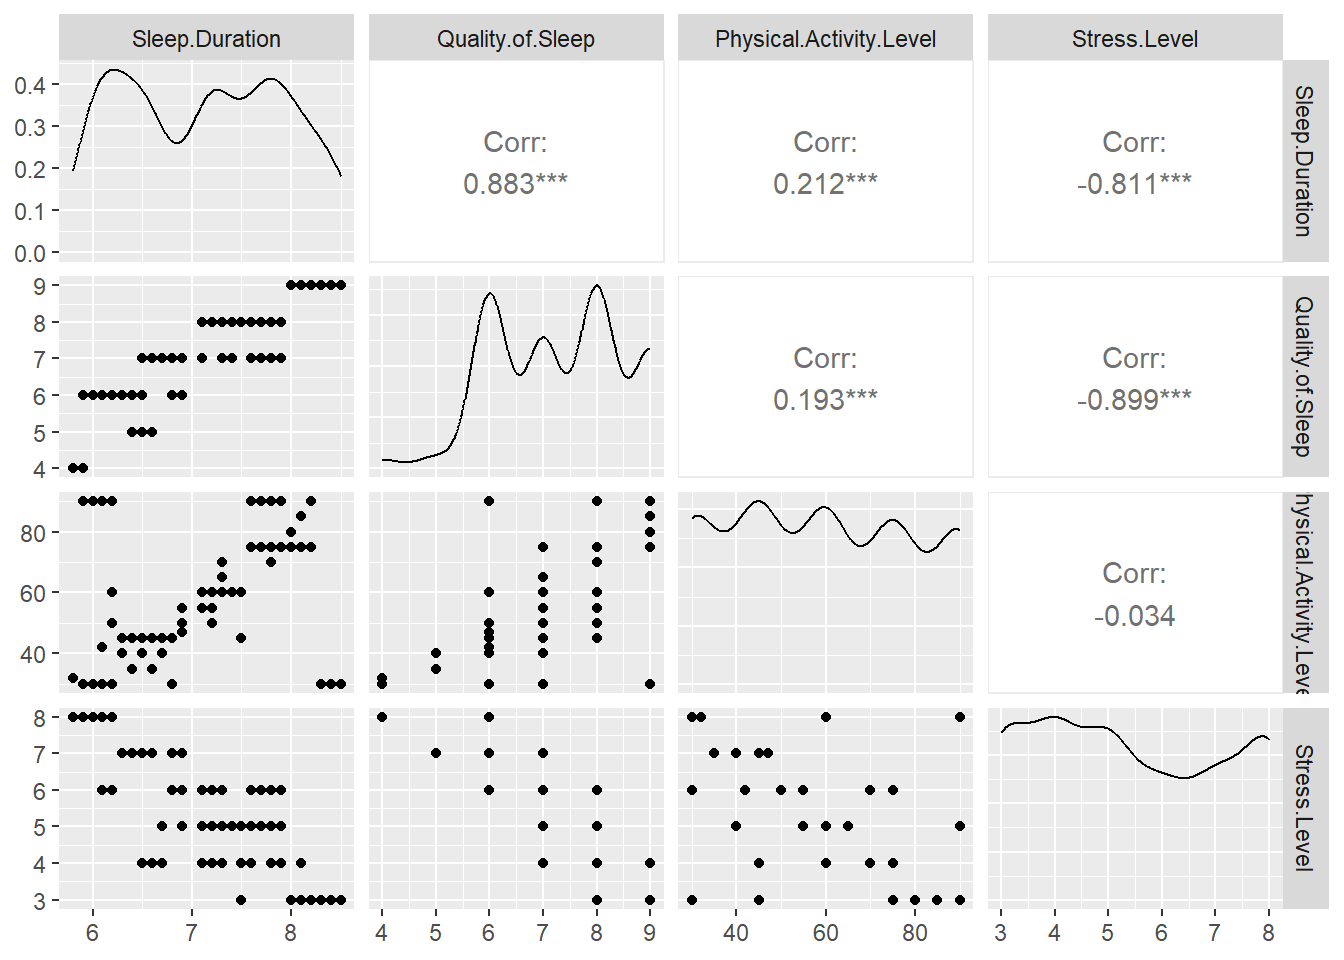 Sleep.Duration
Quality.of.Sleep
Physical.Activity.Level
Stress.Level
0.4
0.3
0.2
0.1
0.0
Corr:
0.883***
Corr:
0.212***
Corr:
-0.811***
Sleep.Duration
9
8
7
6
5
4
Corr:
0.193***
Corr:
-0.899***
Quality.of.Sleep
80
60
40
Corr:
-0.034
hysical.Activity.Leve
8
7
6
5
4
3
Stress.Level
6 7 8
4 5 6 7 8 9
40 60 80
3 4 5 6 7 8